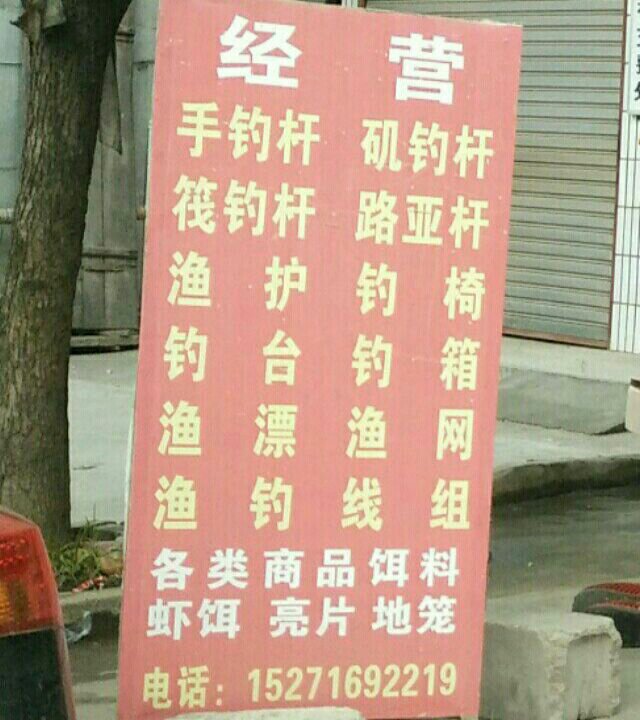 经营
手钓杆 矶钓杆
筏钓杆 路亚杆
渔护 钓椅
钓台 钓箱
渔漂 渔网
渔钓线组
各类商品饵料
虾饵 亮片 地笼
电话：15271692219